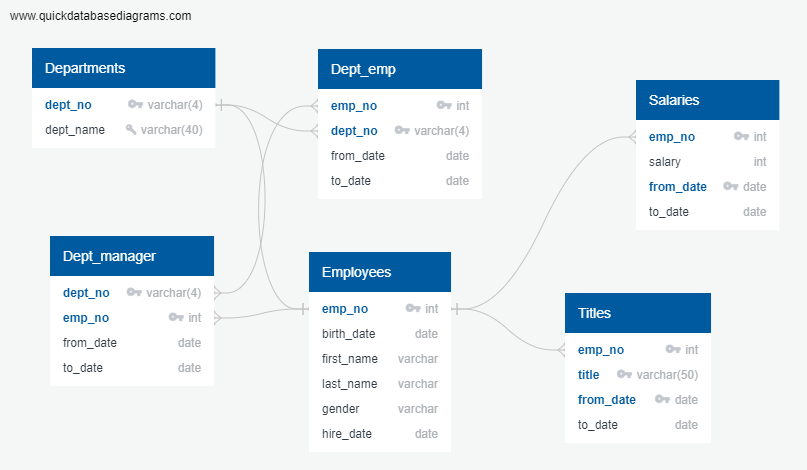 www.quickdatabasediagrams.com
Departments
dept_no varchar(4)
dept_name varchar(40)
Dept_emp
emp_no int
dept_no varchar(4)
from_date date
to_date date
Salaries
emp_no int
salary int
from_date date
to_date date
Dept_manager
dept_no varchar(4)
emp_no int
from_date date
to_date date
Employees
emp_no int
birth_date date
first_name varchar
last_name varchar
gender varchar
hire_date date
Titles
emp_no int
title varchar(50)
from_date date
to_date date